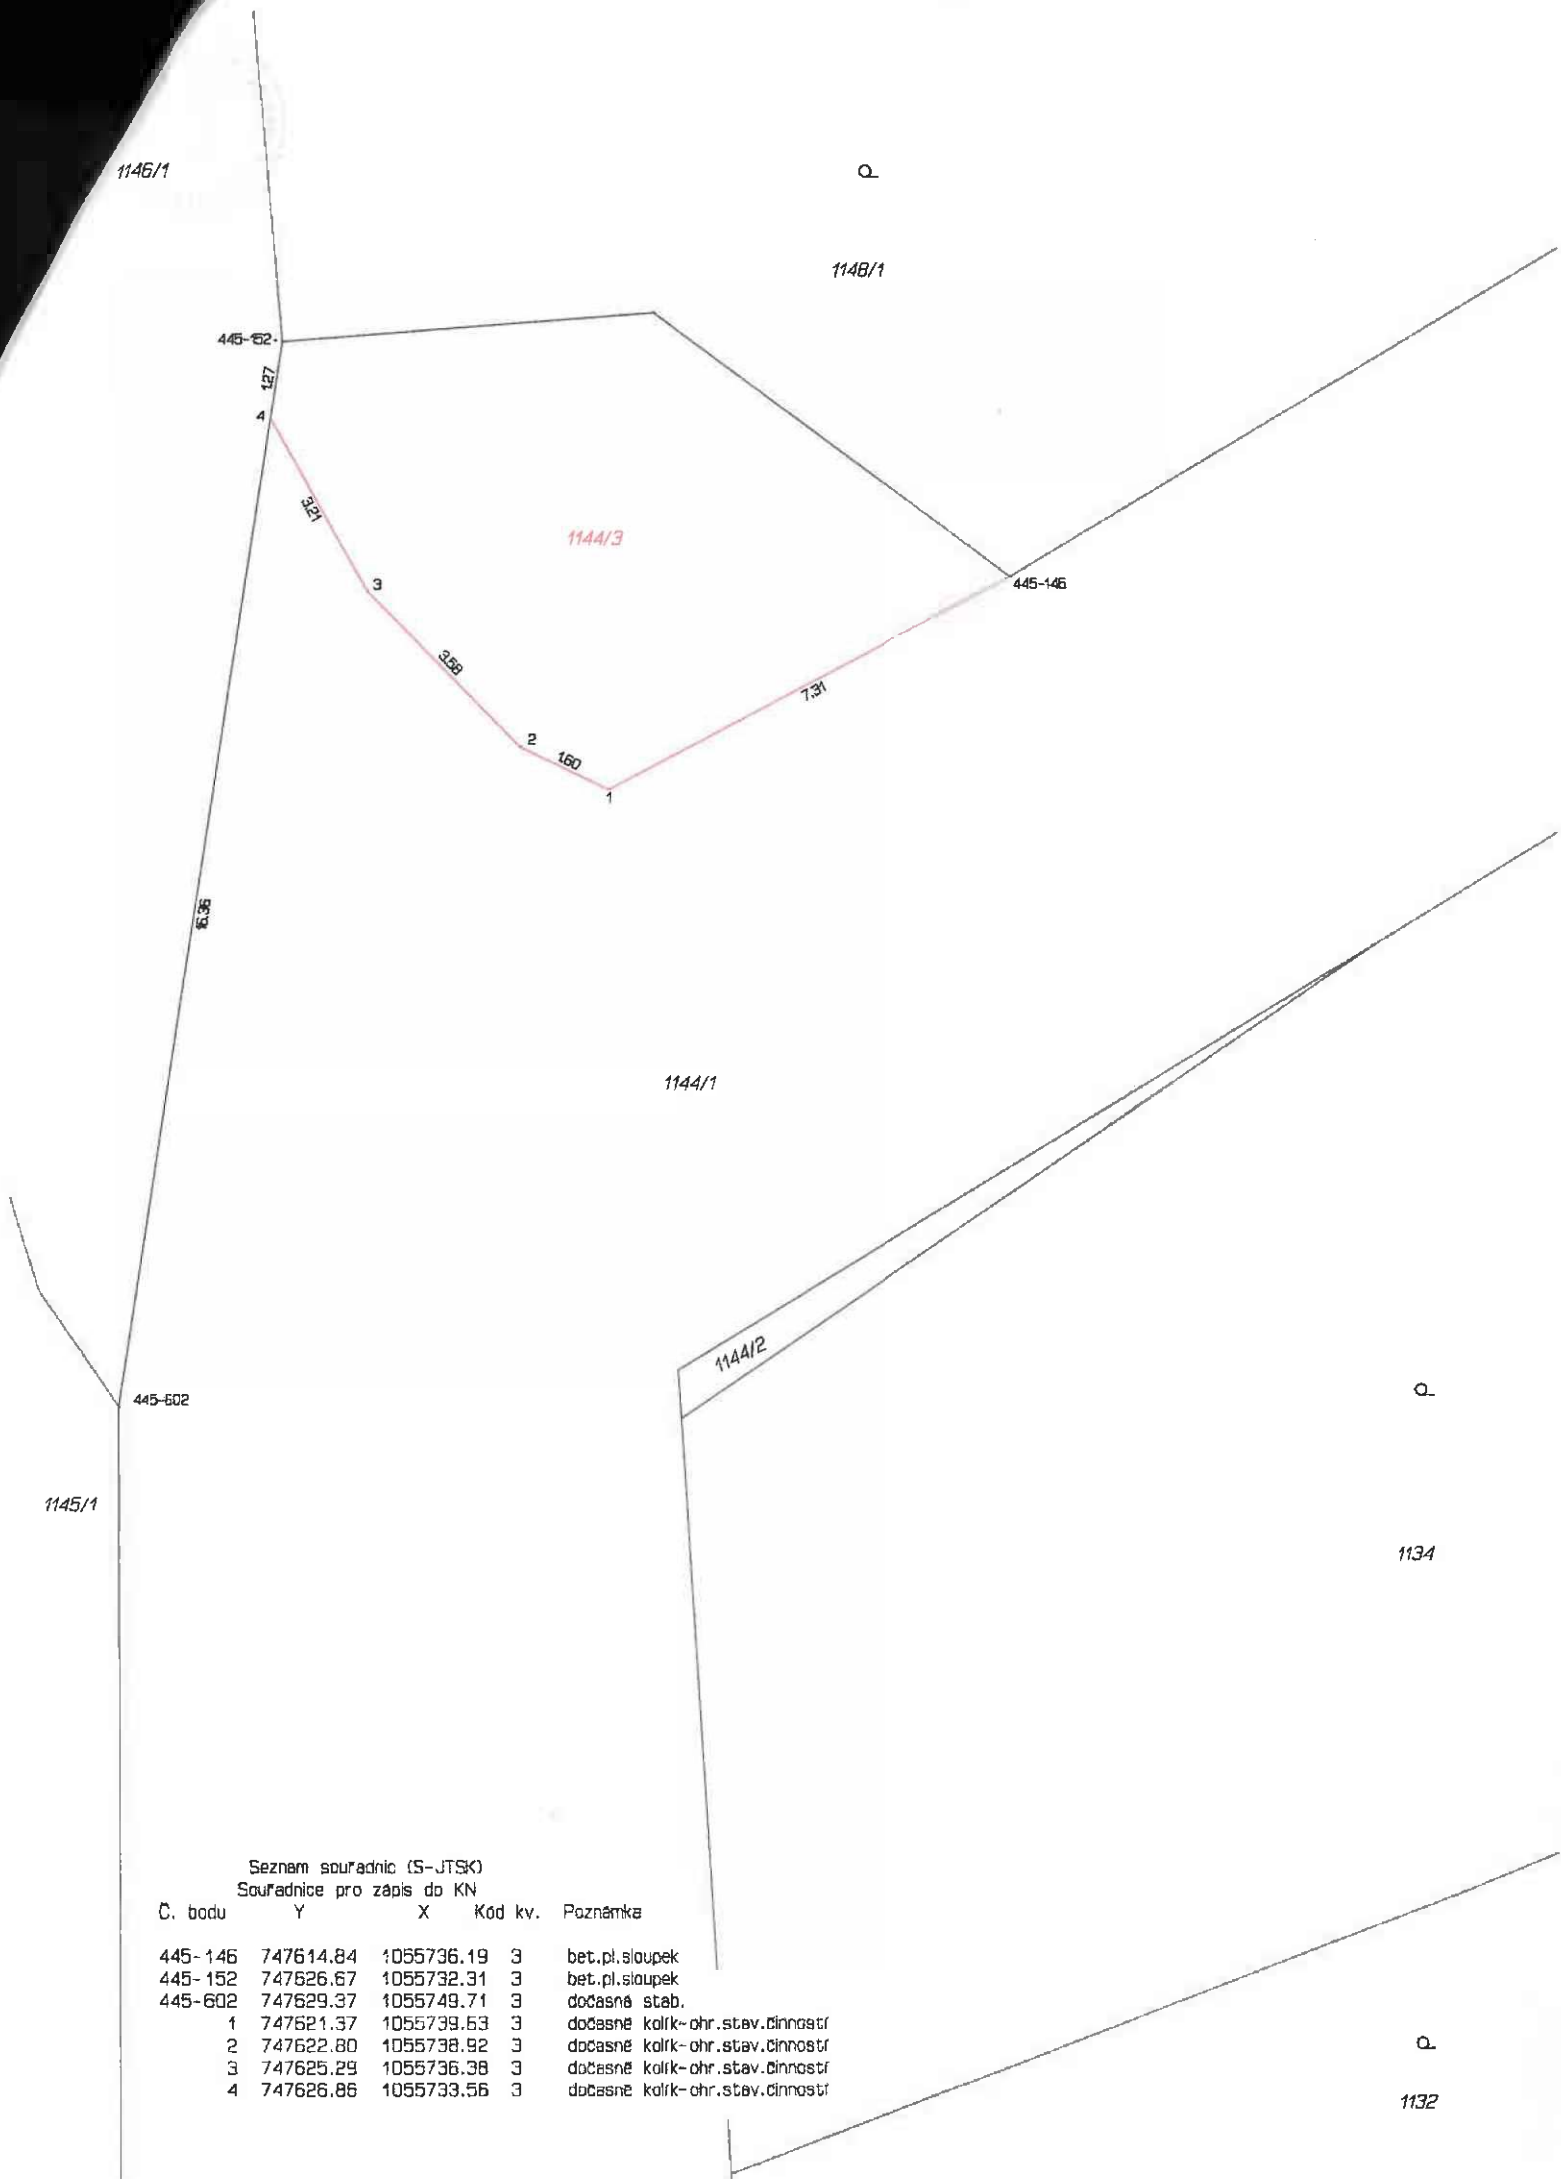 1146/1
1148/1
445-152
1.27
4
3.21
1144/3
3
445-146
3.58
7.31
2
1.60
1
16.36
1144/1
1144/2
445-602
1145/1
1134
Seznam souřadnic (S-JTSK)
Souřadnice pro zápis do KN
Č. bodu Y X Kód kv. Poznámka
445-146 747614.84 1055736.19 3 bet.pl.sloupek
445-152 747626.67 1055732.31 3 bet.pl.sloupek
445-602 747629.37 1055749.71 3 dočasná stab.
1 747621.37 1055739.63 3 dočasně kolík-ohr.stav.činností
2 747622.80 1055738.92 3 dočasně kolík-ohr.stav.činností
3 747625.29 1055736.38 3 dočasně kolík-ohr.stav.činností
4 747626.86 1055733.56 3 dočasně kolík-ohr.stav.činností
1132